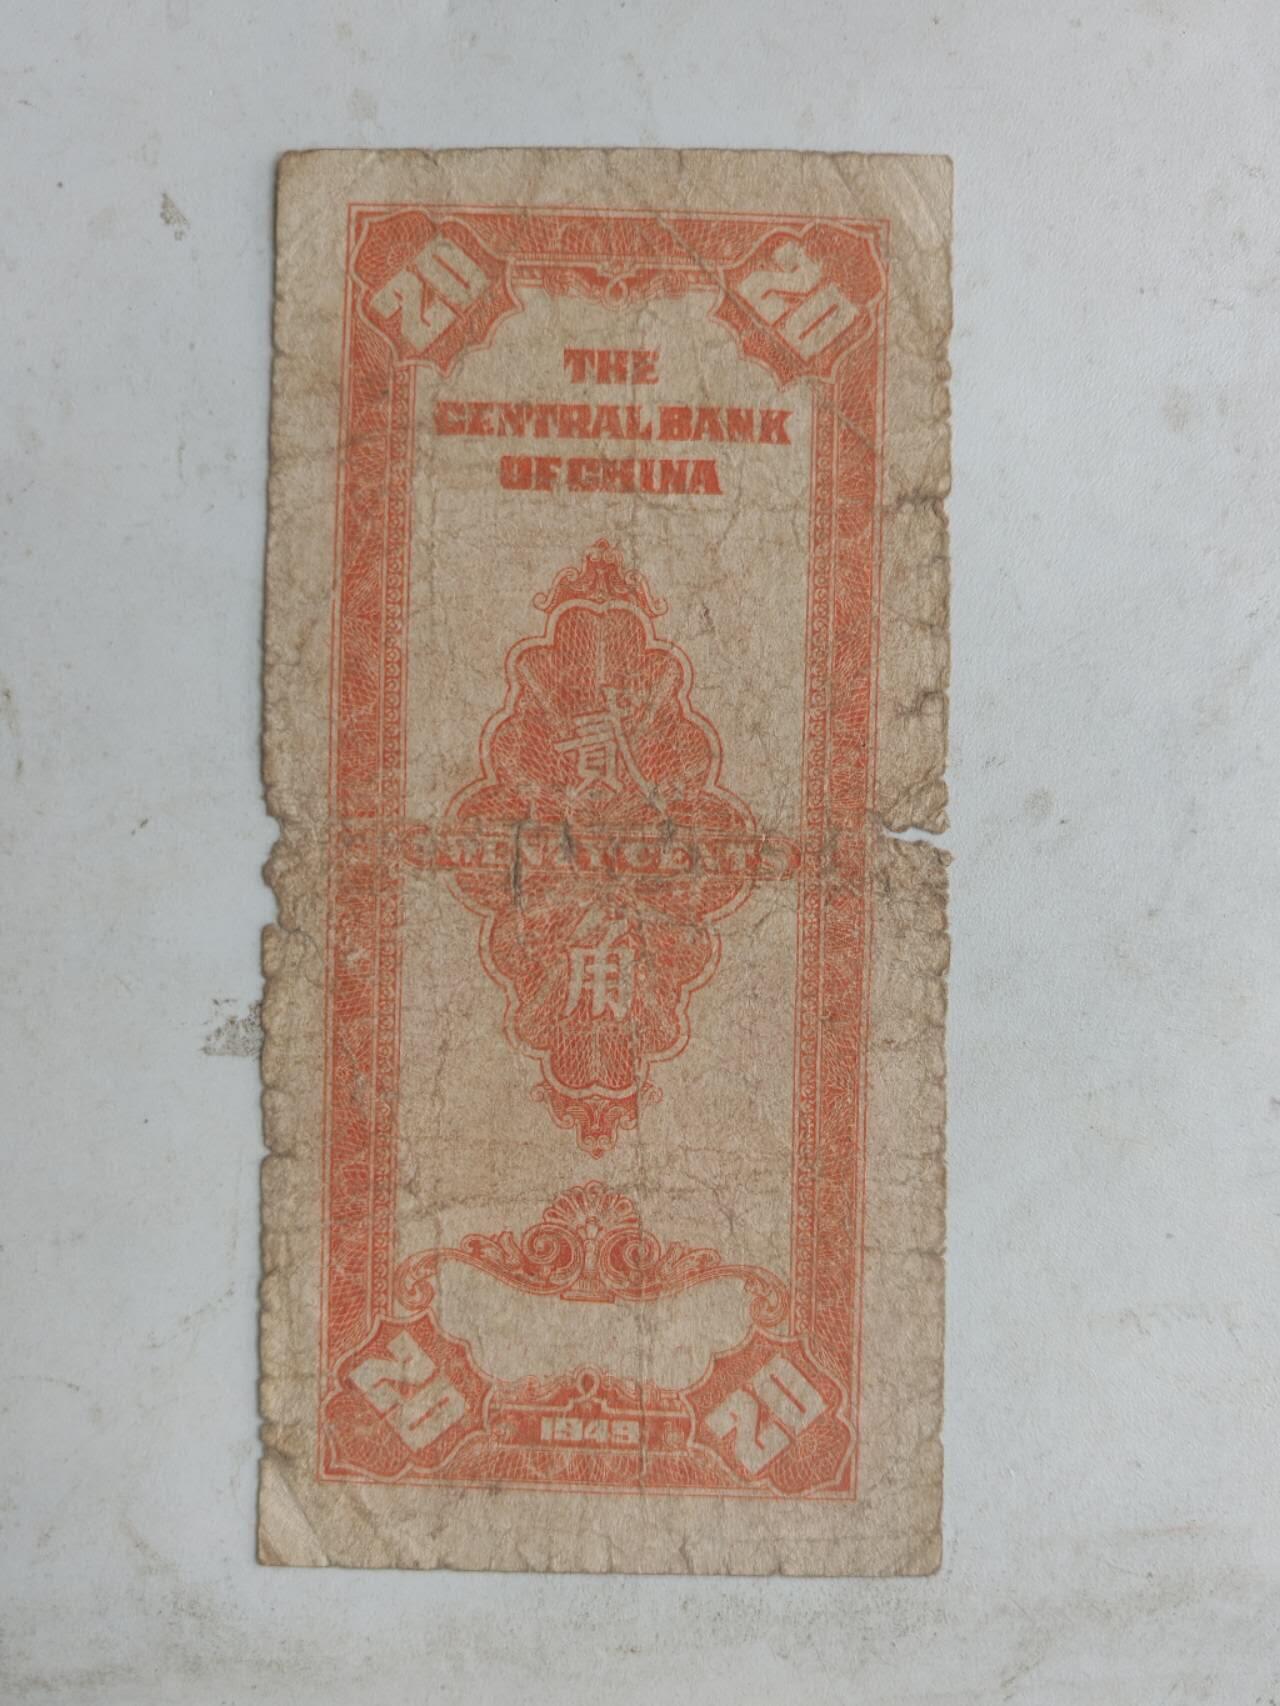 20 20
THE
CENTRAL BANK
OF CHINA
貳
TWENTY CENTS
角
20 20
1949